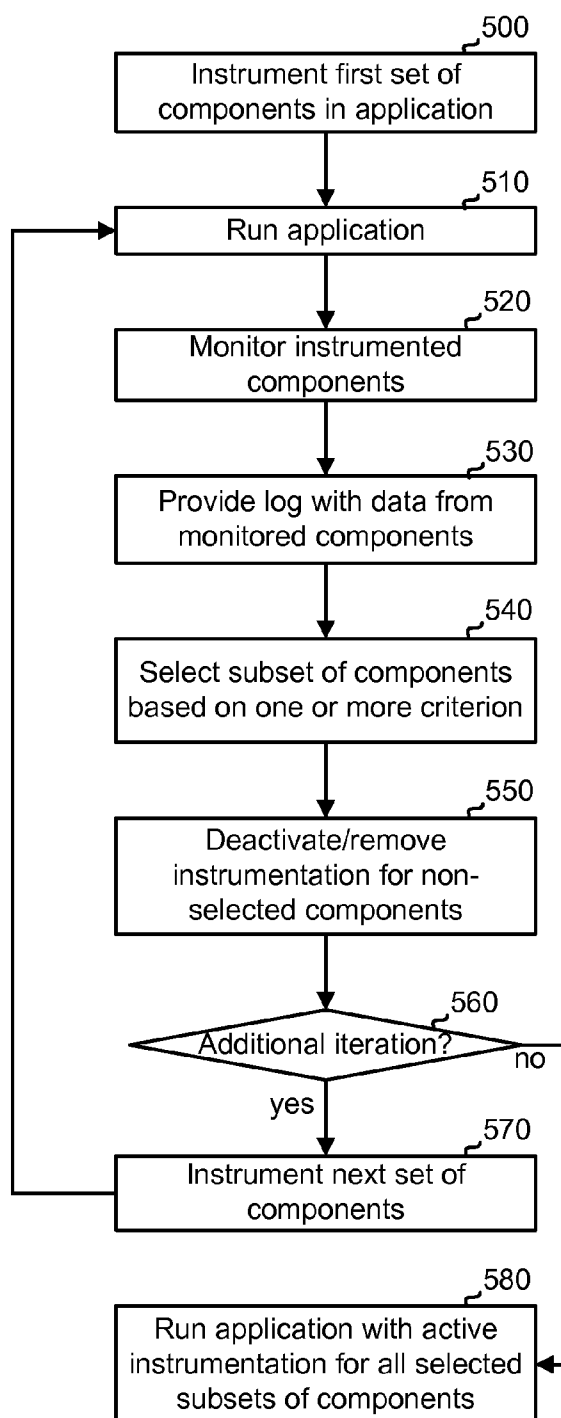 500
Instrument first set of
components in application
510
Run application
520
Monitor instrumented
components
530
Provide log with data from
monitored components
540
Select subset of components
based on one or more criterion
550
Deactivate/remove
instrumentation for non-
selected components
560
Additional iteration?
no
yes
570
Instrument next set of
components
580
Run application with active
instrumentation for all selected
subsets of components